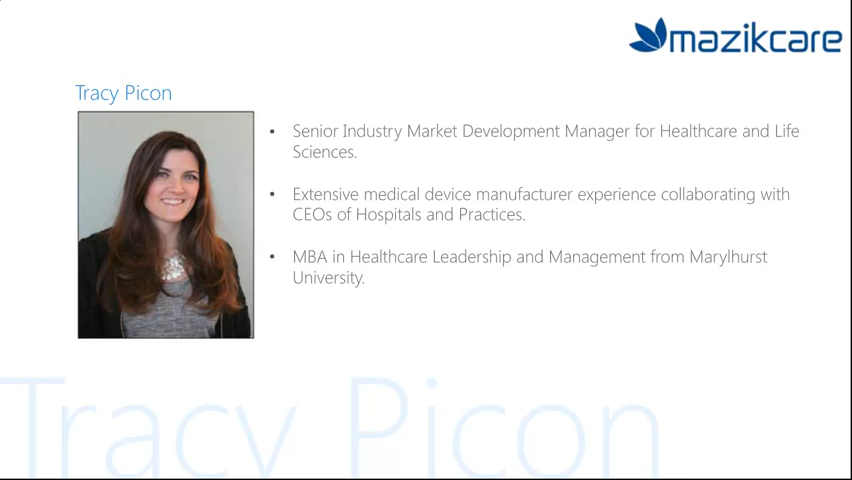 mazikcare
Tracy Picon
• Senior Industry Market Development Manager for Healthcare and Life
Sciences.
• Extensive medical device manufacturer experience collaborating with
CEOs of Hospitals and Practices.
• MBA in Healthcare Leadership and Management from Marylhurst
University.
Tracy Picon